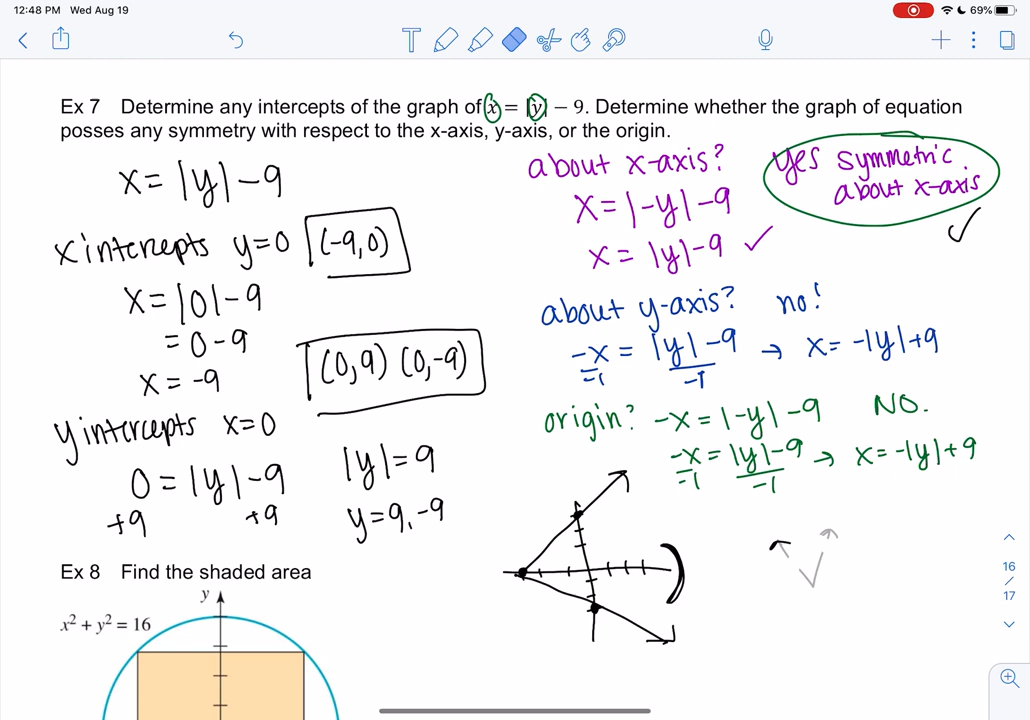 12:48 PM Wed Aug 19
69%
T
Ex 7 Determine any intercepts of the graph of x = |y| − 9. Determine whether the graph of equation
posses any symmetry with respect to the x-axis, y-axis, or the origin.
x = |y| - 9
x intercepts y=0 (-9,0)
x = |0| - 9
= 0 - 9
x = -9
(0,9) (0,-9)
y intercepts x=0
0 = |y| - 9
+9 +9
|y| = 9
y = 9, -9
about x-axis?
yes symmetric
about x-axis ✓
x = |-y| - 9
x = |y| - 9 ✓
about y-axis? no!
-x = |y| - 9 → x = -|y| + 9
-1 -1
origin? -x = |-y| - 9 NO.
-x = |y| - 9 → x = -|y| + 9
-1 -1
16
/
17
Ex 8 Find the shaded area
y
x² + y² = 16